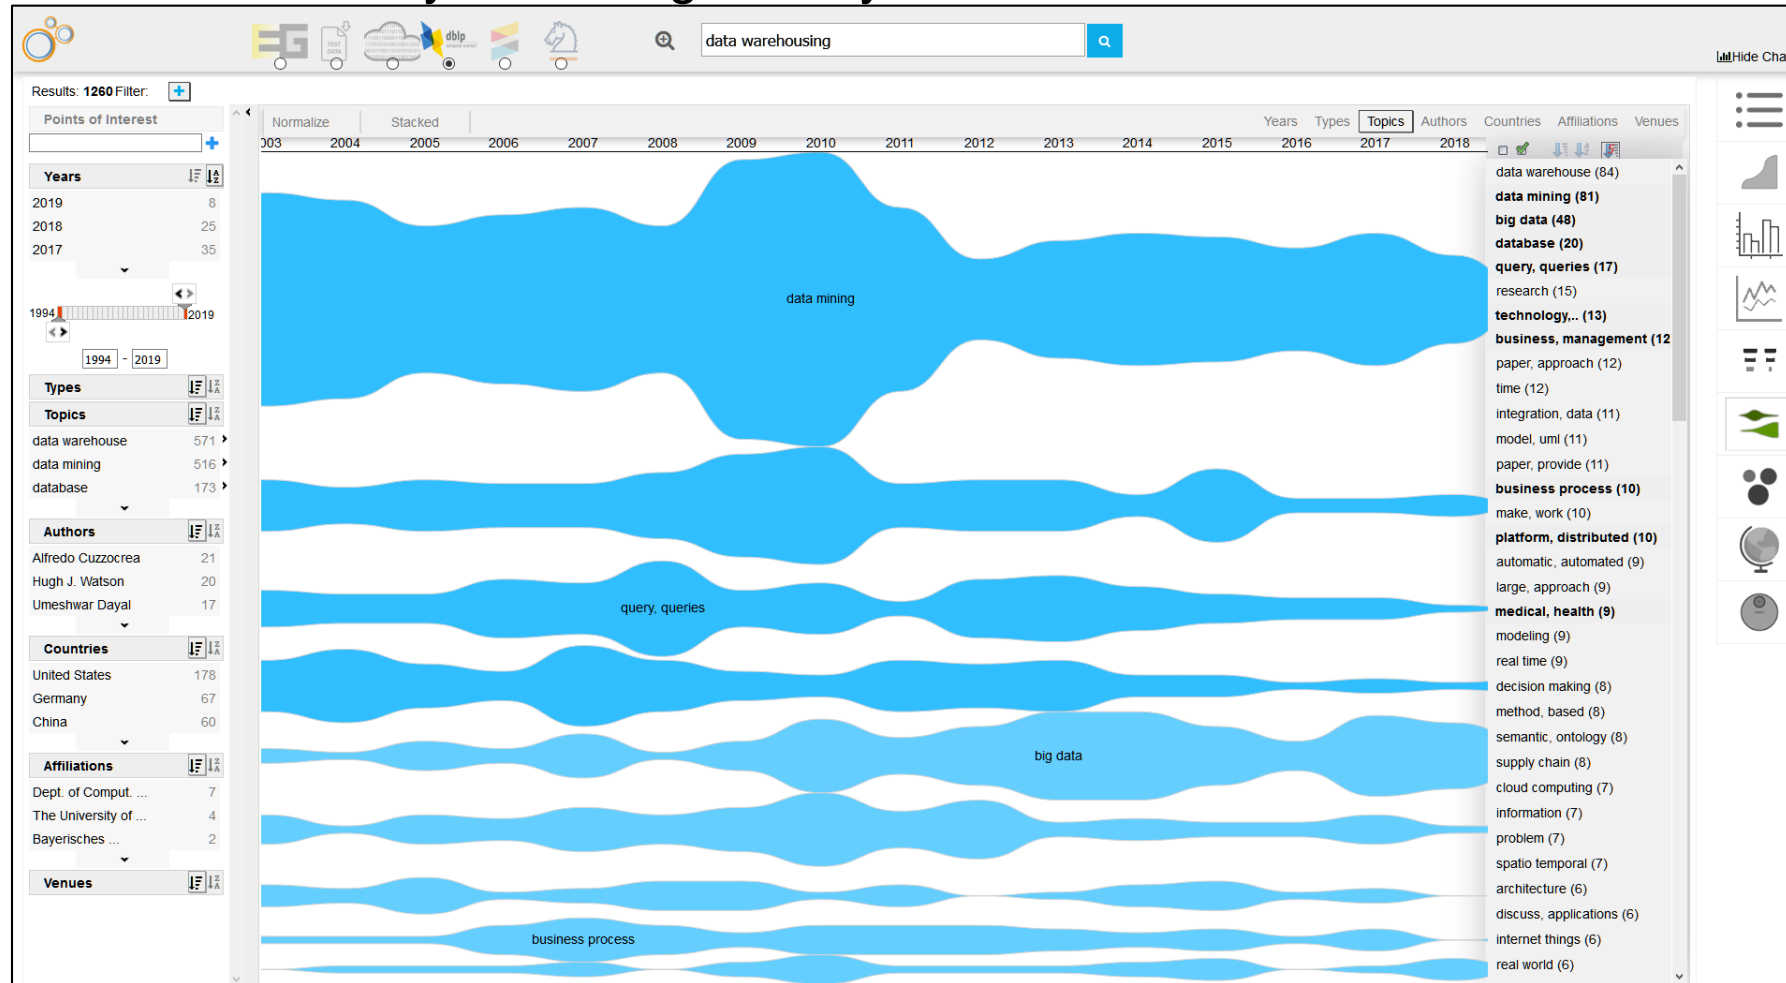 dblp
TEST
DATA
data warehousing
Hide Cha
Results: 1260 Filter:
Points of Interest
Years
2019 8
2018 25
2017 35
1994 2019
1994 - 2019
Types
Topics
data warehouse 571
data mining 516
database 173
Authors
Alfredo Cuzzocrea 21
Hugh J. Watson 20
Umeshwar Dayal 17
Countries
United States 178
Germany 67
China 60
Affiliations
Dept. of Comput. ... 7
The University of ... 4
Bayerisches ... 2
Venues
Normalize Stacked
Years Types Topics Authors Countries Affiliations Venues
003 2004 2005 2006 2007 2008 2009 2010 2011 2012 2013 2014 2015 2016 2017 2018
data mining
query, queries
big data
business process
data warehouse (84)
data mining (81)
big data (48)
database (20)
query, queries (17)
research (15)
technology,.. (13)
business, management (12
paper, approach (12)
time (12)
integration, data (11)
model, uml (11)
paper, provide (11)
business process (10)
make, work (10)
platform, distributed (10)
automatic, automated (9)
large, approach (9)
medical, health (9)
modeling (9)
real time (9)
decision making (8)
method, based (8)
semantic, ontology (8)
supply chain (8)
cloud computing (7)
information (7)
problem (7)
spatio temporal (7)
architecture (6)
discuss, applications (6)
internet things (6)
real world (6)